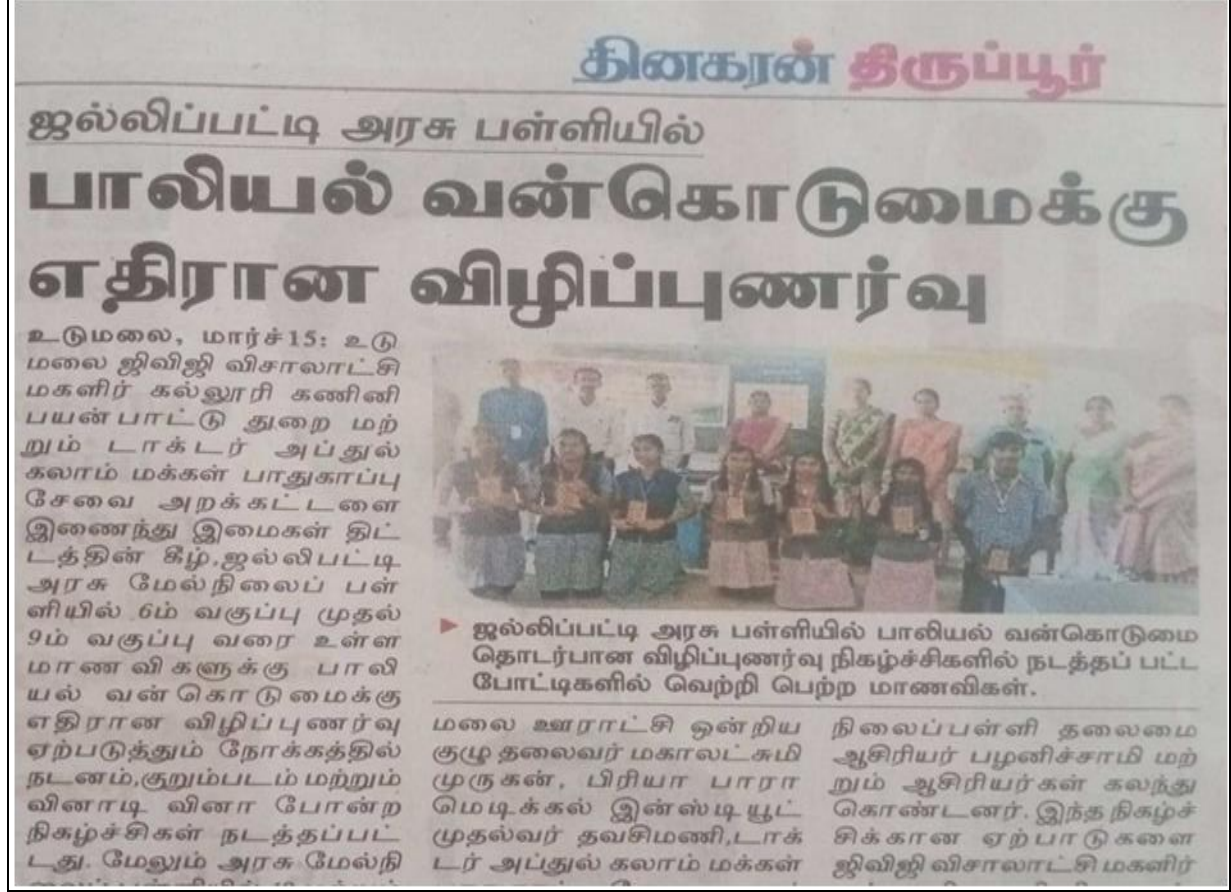 தினகரன் திருப்பூர்
ஜல்லிப்பட்டி அரசு பள்ளியில்
பாலியல் வன்கொடுமைக்கு
எதிரான விழிப்புணர்வு
உடுமலை, மார்ச்15: உடு
மலை ஜிவிஜி விசாலாட்சி
மகளிர் கல்லூரி கணினி
பயன்பாட்டு துறை மற்
றும் டாக்டர் அப்துல்
கலாம் மக்கள் பாதுகாப்பு
சேவை அறக்கட்டளை
இணைந்து இமைகள் திட்
டத்தின் கீழ்,ஜல்லிபட்டி
அரசு மேல்நிலைப் பள்
ளியில் 6ம் வகுப்பு முதல்
9ம் வகுப்பு வரை உள்ள
மாணவிகளுக்கு பாலி
யல் வன்கொடுமைக்கு
எதிரான விழிப்புணர்வு
ஏற்படுத்தும் நோக்கத்தில்
நடனம்,குறும்படம் மற்றும்
வினாடி வினா போன்ற
நிகழ்ச்சிகள் நடத்தப்பட்
டது. மேலும் அரசு மேல்நி
ஜல்லிப்பட்டி அரசு பள்ளியில் பாலியல் வன்கொடுமை
தொடர்பான விழிப்புணர்வு நிகழ்ச்சிகளில் நடத்தப் பட்ட
போட்டிகளில் வெற்றி பெற்ற மாணவிகள்.
மலை ஊராட்சி ஒன்றிய
குழு தலைவர் மகாலட்சுமி
முருகன், பிரியா பாரா
மெடிக்கல் இன்ஸ்டியூட்
முதல்வர் தவசிமணி,டாக்
டர் அப்துல் கலாம் மக்கள்
நிலைப்பள்ளி தலைமை
ஆசிரியர் பழனிச்சாமி மற்
றும் ஆசிரியர்கள் கலந்து
கொண்டனர். இந்த நிகழ்ச்
சிக்கான ஏற்பாடுகளை
ஜிவிஜி விசாலாட்சி மகளிர்